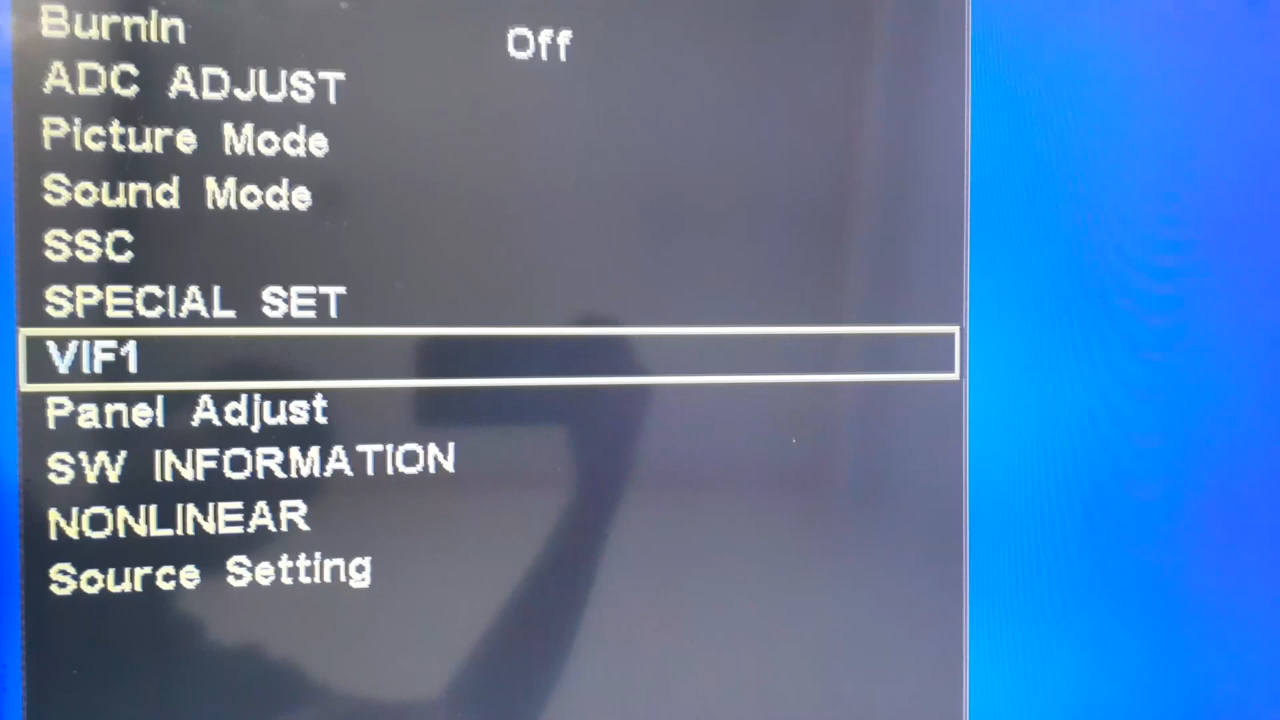 BurnIn Off
ADC ADJUST
Picture Mode
Sound Mode
SSC
SPECIAL SET
VIF1
Panel Adjust
SW INFORMATION
NONLINEAR
Source Setting